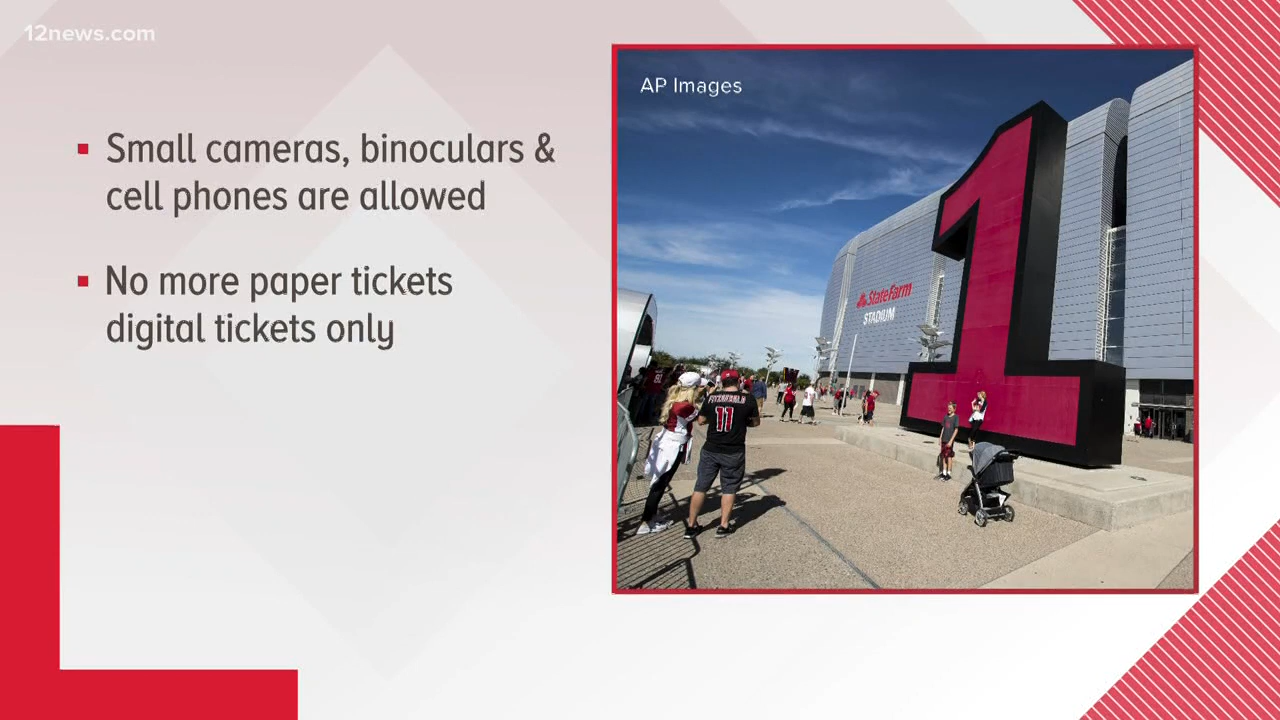 12news.com
Small cameras, binoculars &
cell phones are allowed
No more paper tickets
digital tickets only
AP Images
StateFarm
STADIUM
1
FITZGERALD
11